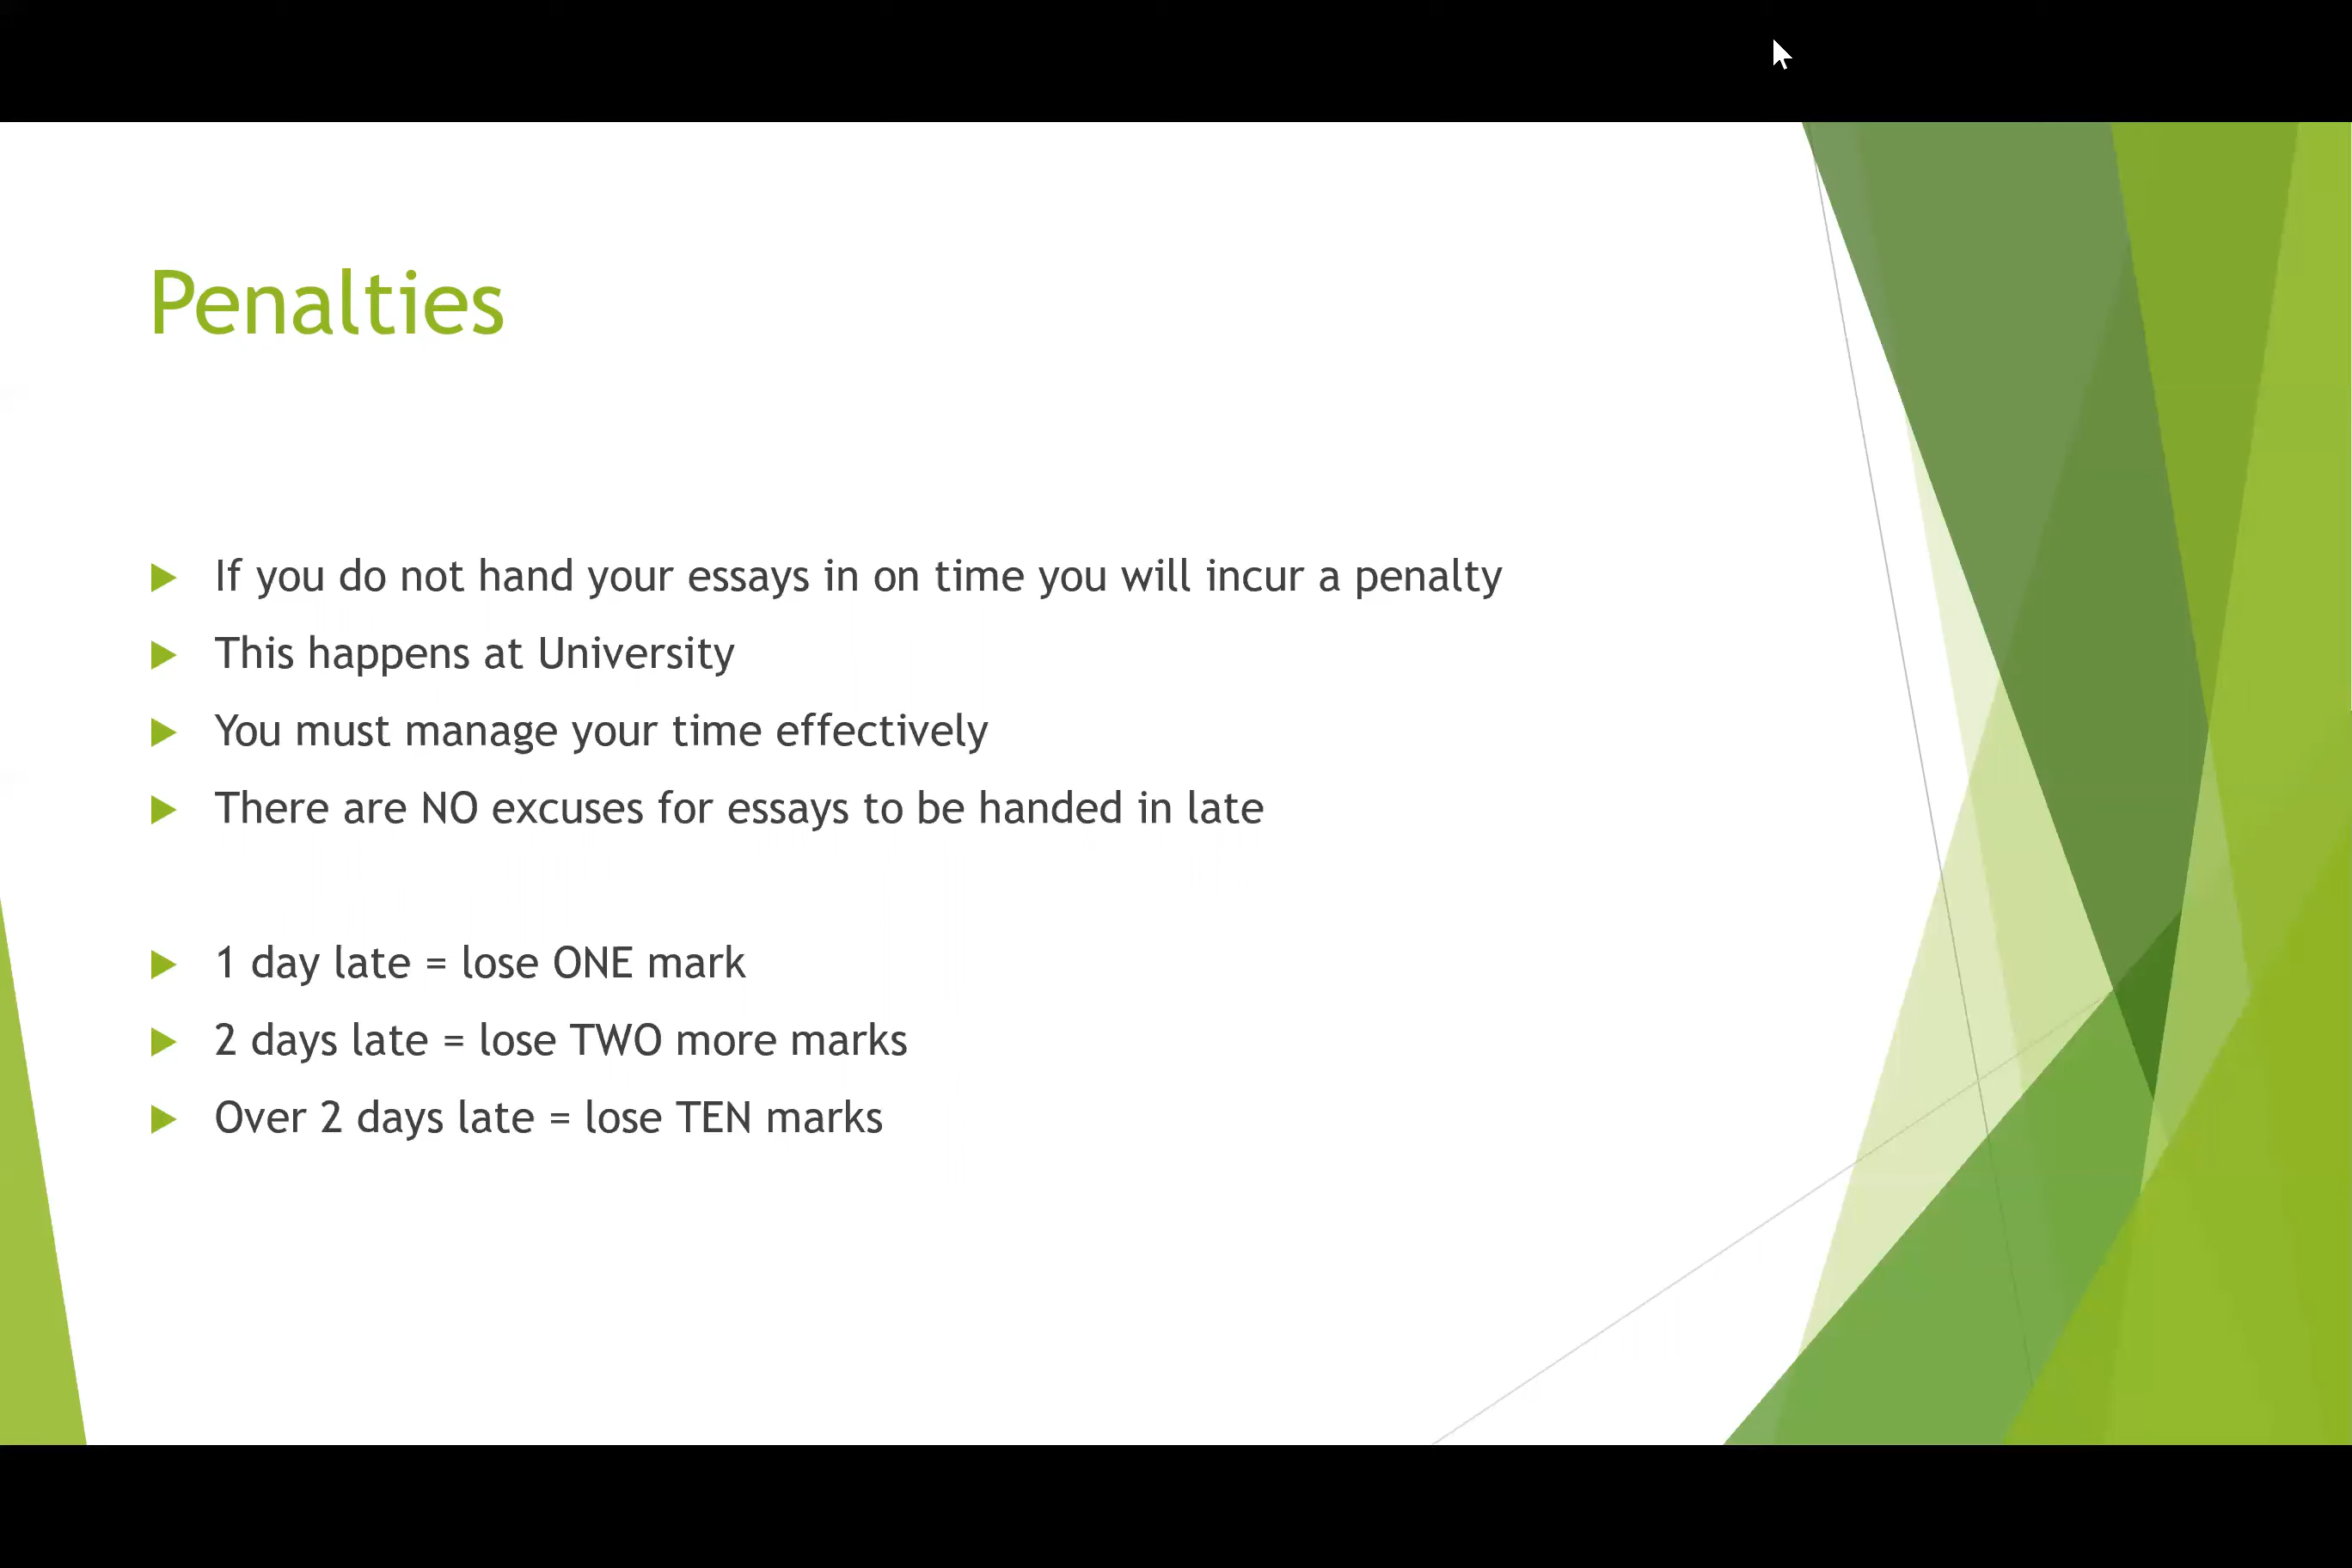 Penalties
If you do not hand your essays in on time you will incur a penalty
This happens at University
You must manage your time effectively
There are NO excuses for essays to be handed in late
1 day late = lose ONE mark
2 days late = lose TWO more marks
Over 2 days late = lose TEN marks